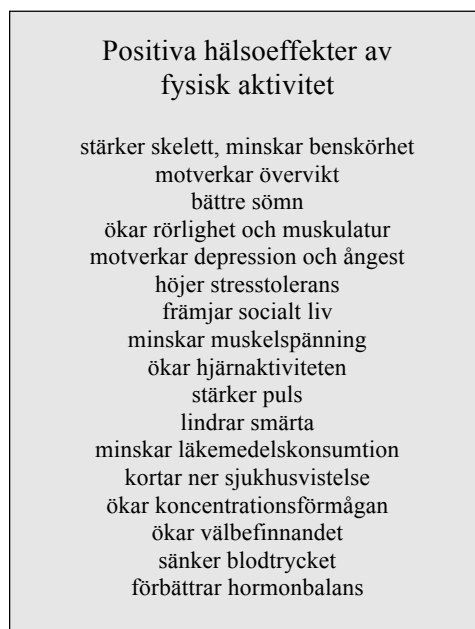 Positiva hälsoeffekter av
fysisk aktivitet
stärker skelett, minskar benskörhet
motverkar övervikt
bättre sömn
ökar rörlighet och muskulatur
motverkar depression och ångest
höjer stresstolerans
främjar socialt liv
minskar muskelspänning
ökar hjärnaktiviteten
stärker puls
lindrar smärta
minskar läkemedelskonsumtion
kortar ner sjukhusvistelse
ökar koncentrationsförmågan
ökar välbefinnandet
sänker blodtrycket
förbättrar hormonbalans